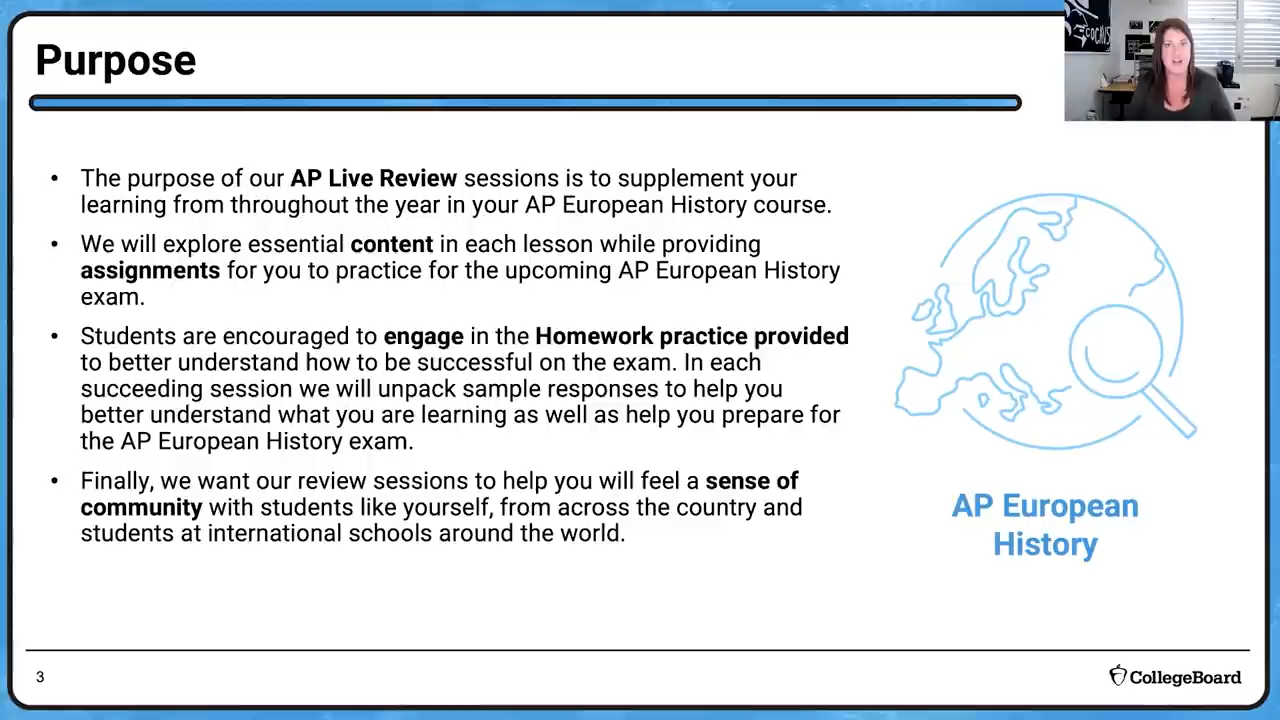 Purpose
• The purpose of our AP Live Review sessions is to supplement your
learning from throughout the year in your AP European History course.
• We will explore essential content in each lesson while providing
assignments for you to practice for the upcoming AP European History
exam.
• Students are encouraged to engage in the Homework practice provided
to better understand how to be successful on the exam. In each
succeeding session we will unpack sample responses to help you
better understand what you are learning as well as help you prepare for
the AP European History exam.
• Finally, we want our review sessions to help you will feel a sense of
community with students like yourself, from across the country and
students at international schools around the world.
AP European
History
3
CollegeBoard